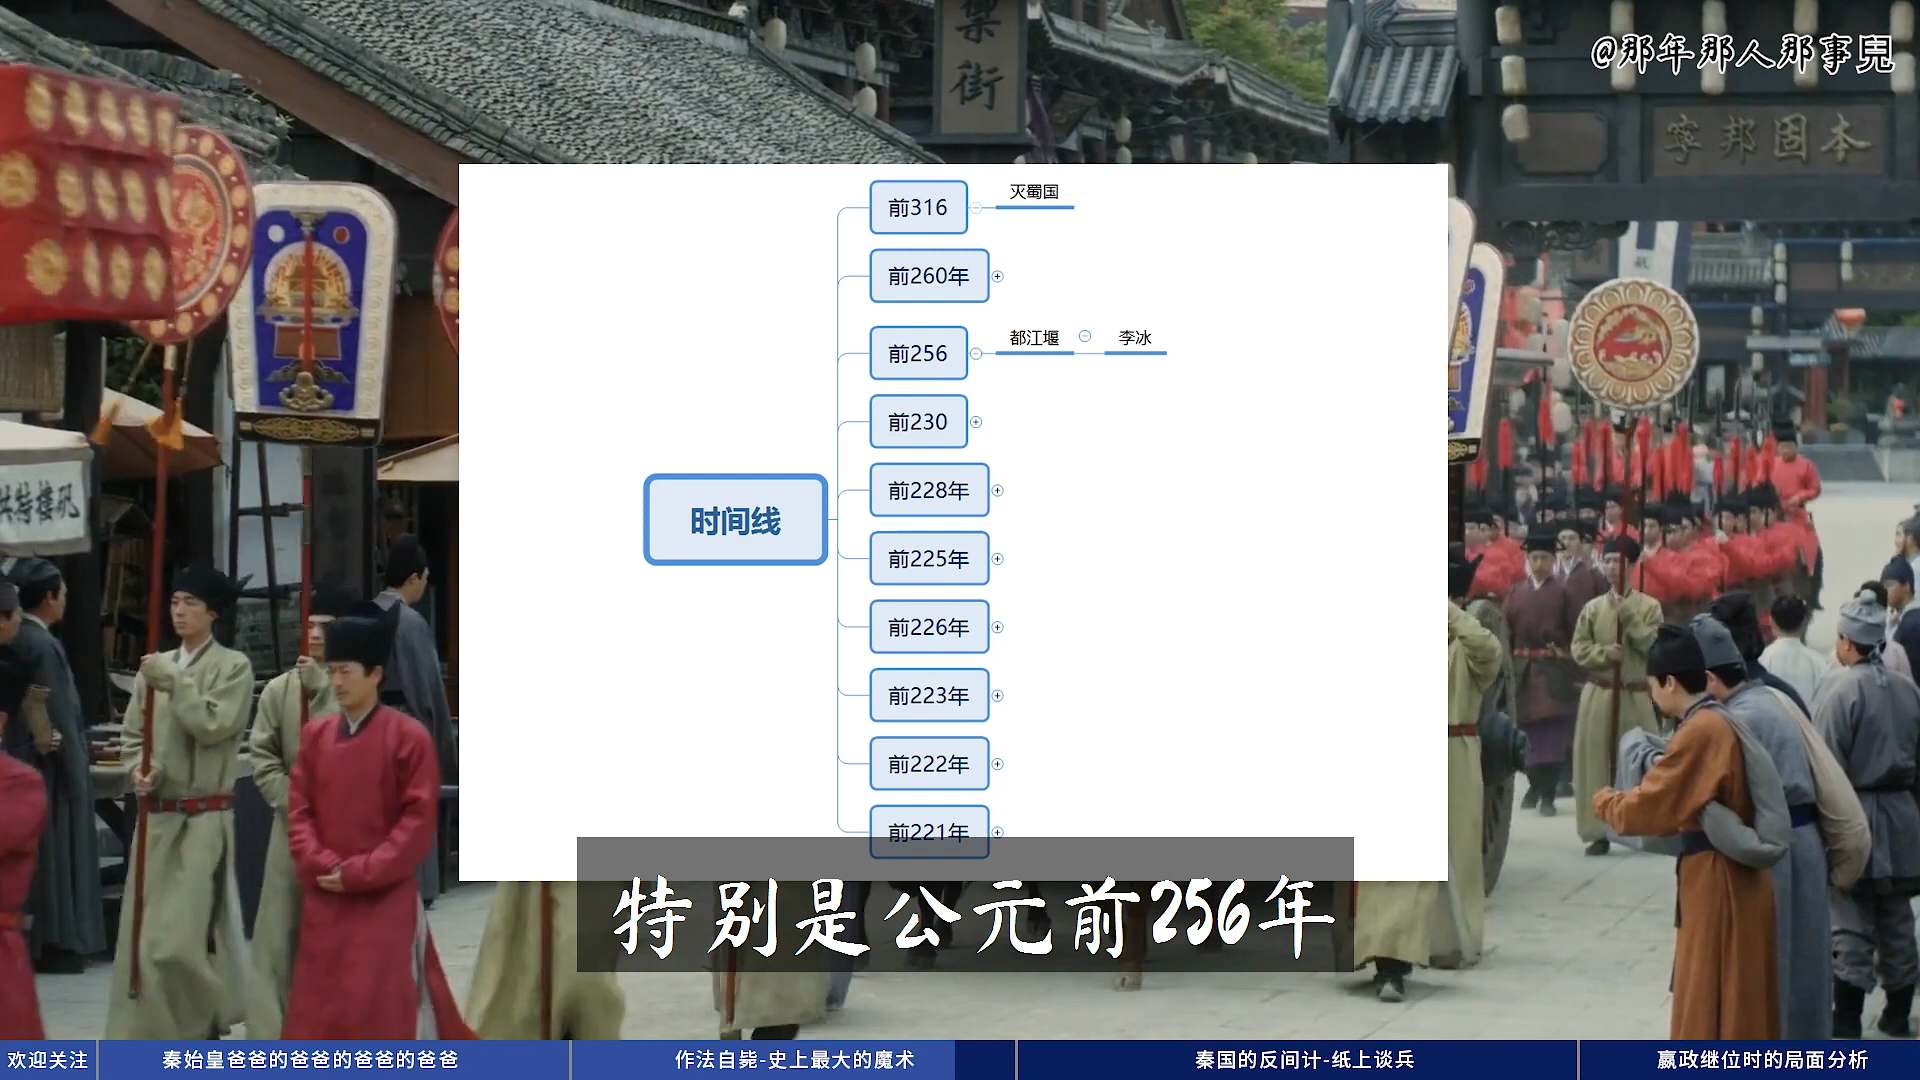 @那年那人那事兒
街
寧邦固本
前316
灭蜀国
前260年
前256
都江堰
李冰
前230
前228年
时间线
前225年
前226年
前223年
前222年
前221年
特别是公元前256年
欢迎关注
秦始皇爸爸的爸爸的爸爸的爸爸
作法自毙-史上最大的魔术
秦国的反间计-纸上谈兵
嬴政继位时的局面分析